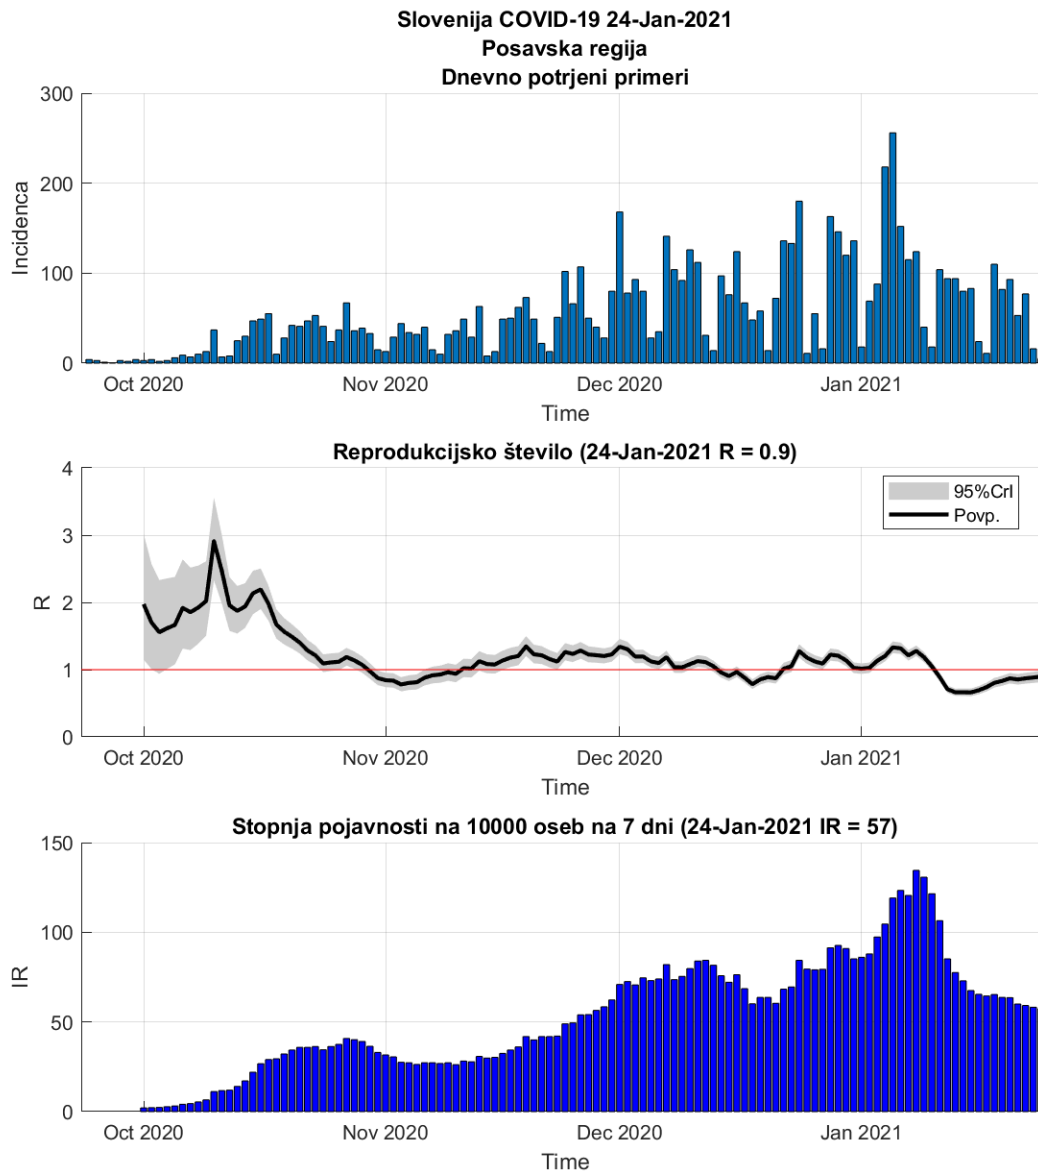 Slovenija COVID-19 24-Jan-2021
Posavska regija
Dnevno potrjeni primeri
300
200
100
0
Incidenca
Oct 2020 Nov 2020 Dec 2020 Jan 2021
Time
Reprodukcijsko število (24-Jan-2021 R = 0.9)
4
3
2
1
0
R
95%CrI
Povp.
Oct 2020 Nov 2020 Dec 2020 Jan 2021
Time
Stopnja pojavnosti na 10000 oseb na 7 dni (24-Jan-2021 IR = 57)
150
100
50
0
IR
Oct 2020 Nov 2020 Dec 2020 Jan 2021
Time